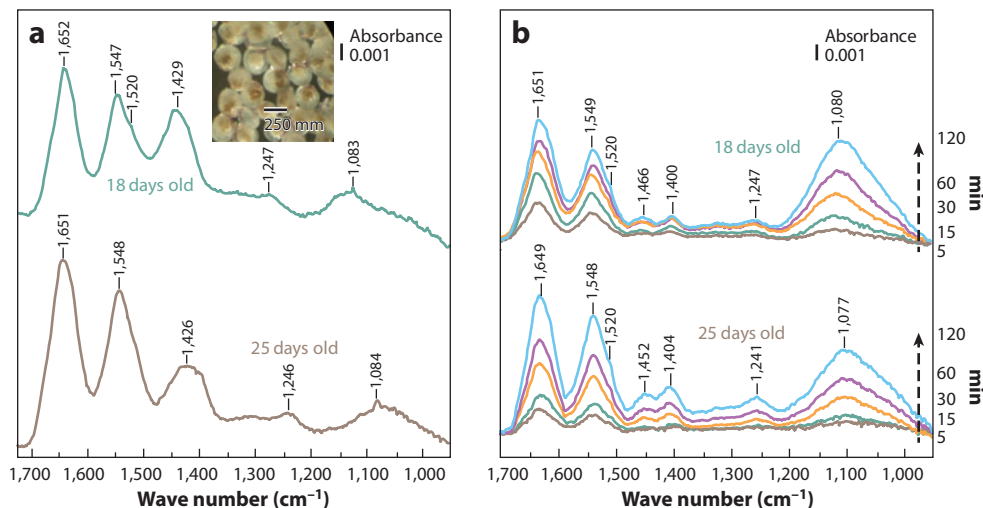 a
Absorbance
0.001
1,652
1,547
1,520
1,429
1,247
1,083
250 mm
18 days old
1,651
1,548
1,426
1,246
1,084
25 days old
1,700 1,600 1,500 1,400 1,300 1,200 1,100 1,000
Wave number (cm⁻¹)
b
Absorbance
0.001
1,651
1,549
1,520
1,466
1,400
1,247
1,080
18 days old
120
60
30
15
5
min
1,649
1,548
1,520
1,452
1,404
1,241
1,077
25 days old
120
60
30
15
5
min
1,700 1,600 1,500 1,400 1,300 1,200 1,100 1,000
Wave number (cm⁻¹)